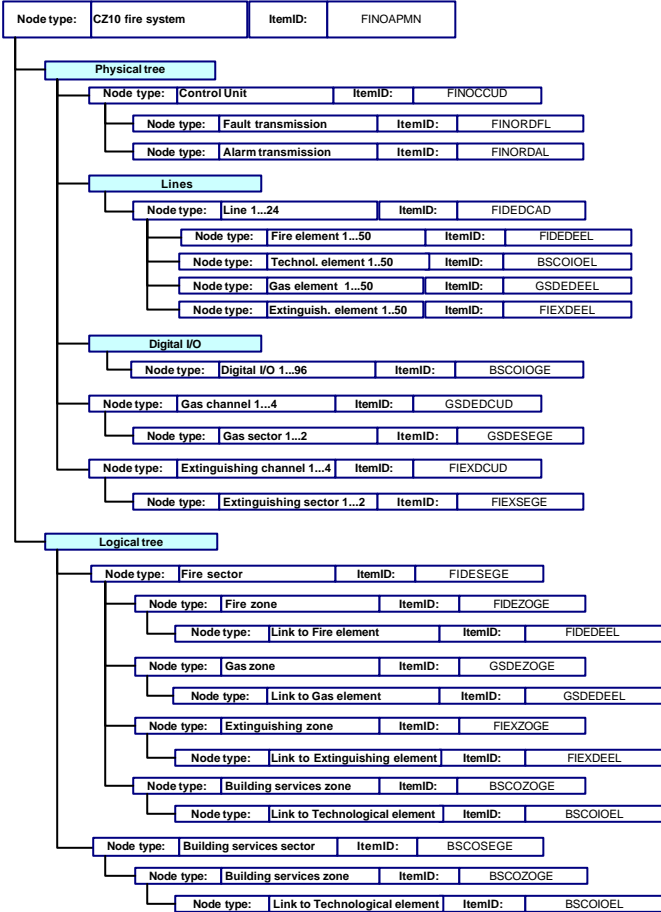 Node type: CZ10 fire system ItemID: FINOAPMN
Physical tree
Node type: Control Unit ItemID: FINOCCUD
Node type: Fault transmission ItemID: FINORDFL
Node type: Alarm transmission ItemID: FINORDAL
Lines
Node type: Line 1...24 ItemID: FIDEDCAD
Node type: Fire element 1...50 ItemID: FIDEDEEL
Node type: Technol. element 1..50 ItemID: BSCOIOEL
Node type: Gas element 1...50 ItemID: GSDEDEEL
Node type: Extinguish. element 1..50 ItemID: FIEXDEEL
Digital I/O
Node type: Digital I/O 1...96 ItemID: BSCOIOGE
Node type: Gas channel 1...4 ItemID: GSDEDCUD
Node type: Gas sector 1...2 ItemID: GSDESEGE
Node type: Extinguishing channel 1...4 ItemID: FIEXDCUD
Node type: Extinguishing sector 1...2 ItemID: FIEXSEGE
Logical tree
Node type: Fire sector ItemID: FIDESEGE
Node type: Fire zone ItemID: FIDEZOGE
Node type: Link to Fire element ItemID: FIDEDEEL
Node type: Gas zone ItemID: GSDEZOGE
Node type: Link to Gas element ItemID: GSDEDEEL
Node type: Extinguishing zone ItemID: FIEXZOGE
Node type: Link to Extinguishing element ItemID: FIEXDEEL
Node type: Building services zone ItemID: BSCOZOGE
Node type: Link to Technological element ItemID: BSCOIOEL
Node type: Building services sector ItemID: BSCOSEGE
Node type: Building services zone ItemID: BSCOZOGE
Node type: Link to Technological element ItemID: BSCOIOEL